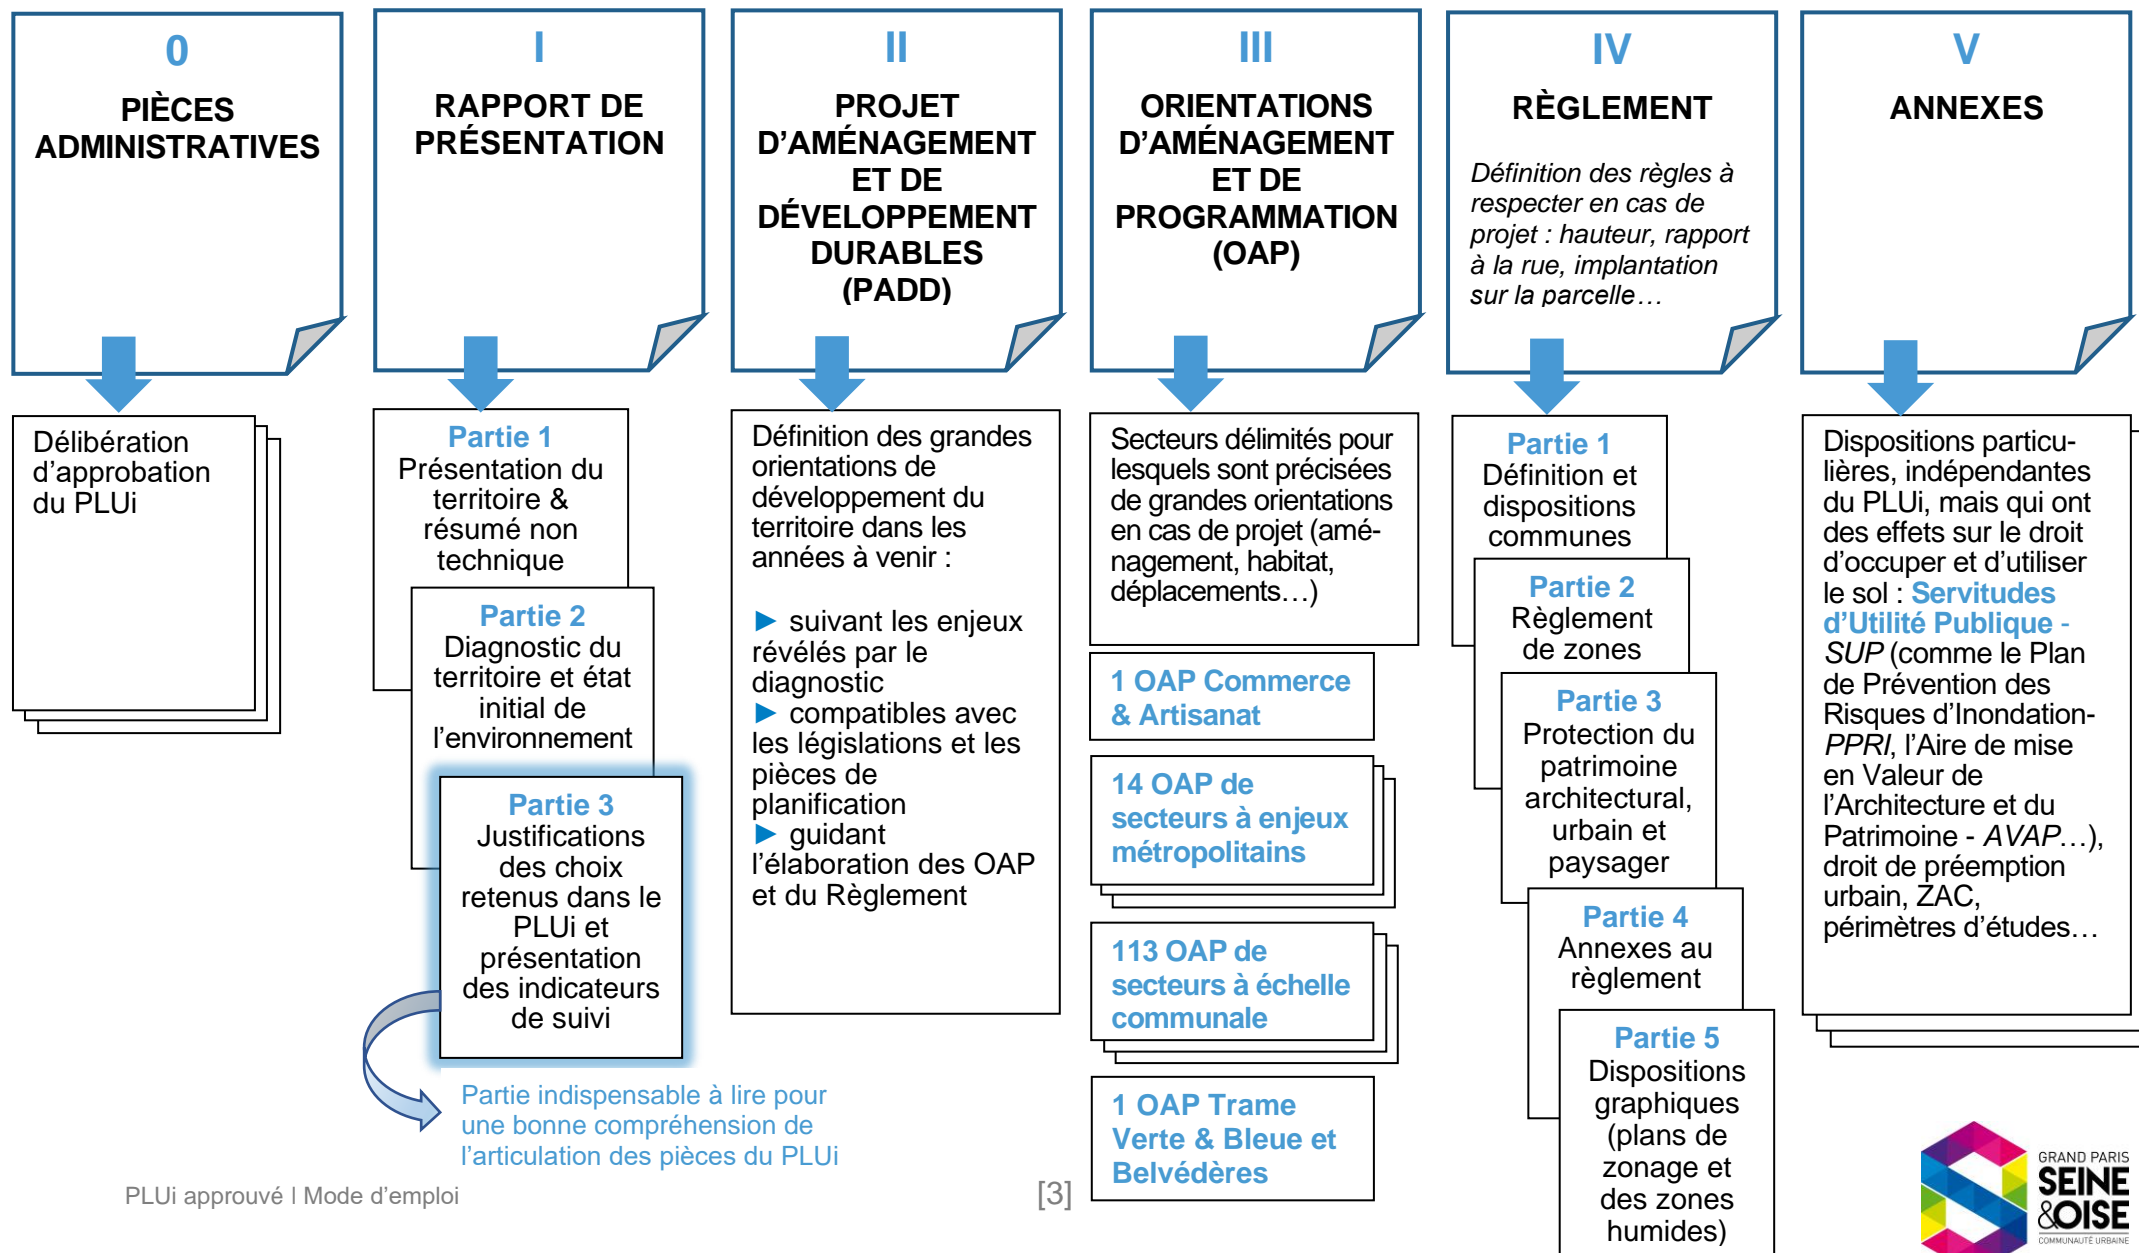 0
PIÈCES
ADMINISTRATIVES
Délibération
d’approbation
du PLUi
I
RAPPORT DE
PRÉSENTATION
Partie 1
Présentation du
territoire &
résumé non
technique
Partie 2
Diagnostic du
territoire et état
initial de
l’environnement
Partie 3
Justifications
des choix
retenus dans le
PLUi et
présentation
des indicateurs
de suivi
Partie indispensable à lire pour
une bonne compréhension de
l’articulation des pièces du PLUi
II
PROJET
D’AMÉNAGEMENT
ET DE
DÉVELOPPEMENT
DURABLES
(PADD)
Définition des grandes
orientations de
développement du
territoire dans les
années à venir :
► suivant les enjeux
révélés par le
diagnostic
► compatibles avec
les législations et les
pièces de
planification
► guidant
l’élaboration des OAP
et du Règlement
III
ORIENTATIONS
D’AMÉNAGEMENT
ET DE
PROGRAMMATION
(OAP)
Secteurs délimités pour
lesquels sont précisées
de grandes orientations
en cas de projet (amé-
nagement, habitat,
déplacements…)
1 OAP Commerce
& Artisanat
14 OAP de
secteurs à enjeux
métropolitains
113 OAP de
secteurs à échelle
communale
1 OAP Trame
Verte & Bleue et
Belvédères
IV
RÈGLEMENT
Définition des règles à
respecter en cas de
projet : hauteur, rapport
à la rue, implantation
sur la parcelle…
Partie 1
Définition et
dispositions
communes
Partie 2
Règlement
de zones
Partie 3
Protection du
patrimoine
architectural,
urbain et
paysager
Partie 4
Annexes au
règlement
Partie 5
Dispositions
graphiques
(plans de
zonage et
des zones
humides)
V
ANNEXES
Dispositions particu-
lières, indépendantes
du PLUi, mais qui ont
des effets sur le droit
d’occuper et d’utiliser
le sol : Servitudes
d’Utilité Publique -
SUP (comme le Plan
de Prévention des
Risques d’Inondation-
PPRI, l’Aire de mise
en Valeur de
l’Architecture et du
Patrimoine - AVAP…),
droit de préemption
urbain, ZAC,
périmètres d’études…
PLUi approuvé I Mode d’emploi
[3]
GRAND PARIS
SEINE
&OISE
COMMUNAUTÉ URBAINE